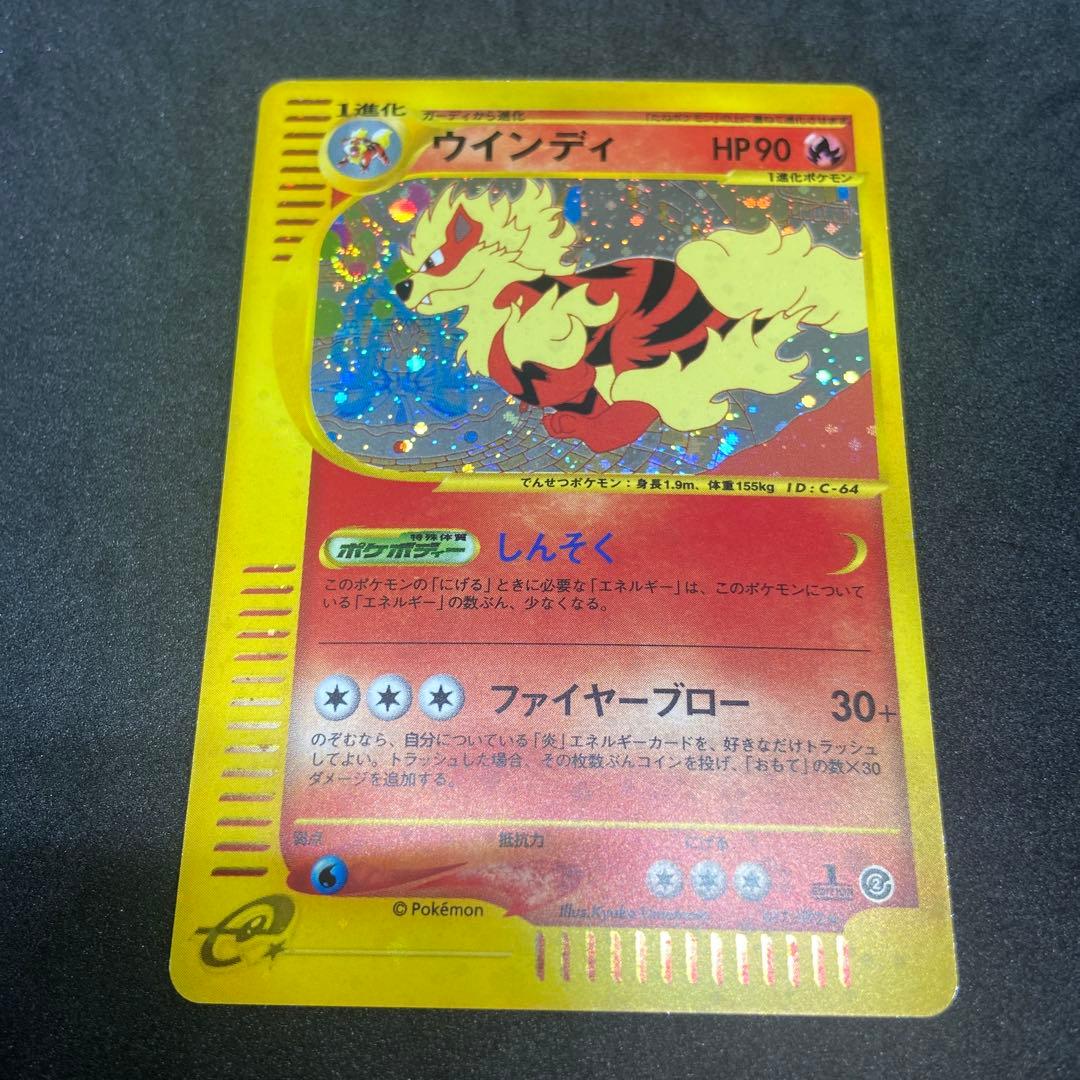 1進化
ガーディから進化
ウインディ
HP90
1進化ポケモン
でんせつポケモン：身長1.9m、体重155kg ID:C-64
特殊体質
ポケボディー
しんそく
このポケモンの「にげる」ときに必要な「エネルギー」は、このポケモンについて
いる「エネルギー」の数ぶん、少なくなる。
ファイヤーブロー 30+
のぞむなら、自分についている「炎」エネルギーカードを、好きなだけトラッシュ
してよい。トラッシュした場合、その枚数ぶんコインを投げ、「おもて」の数×30
ダメージを追加する。
弱点 抵抗力 にげる
1
EDITION
2
© Pokémon
Illus.Kyuko
e